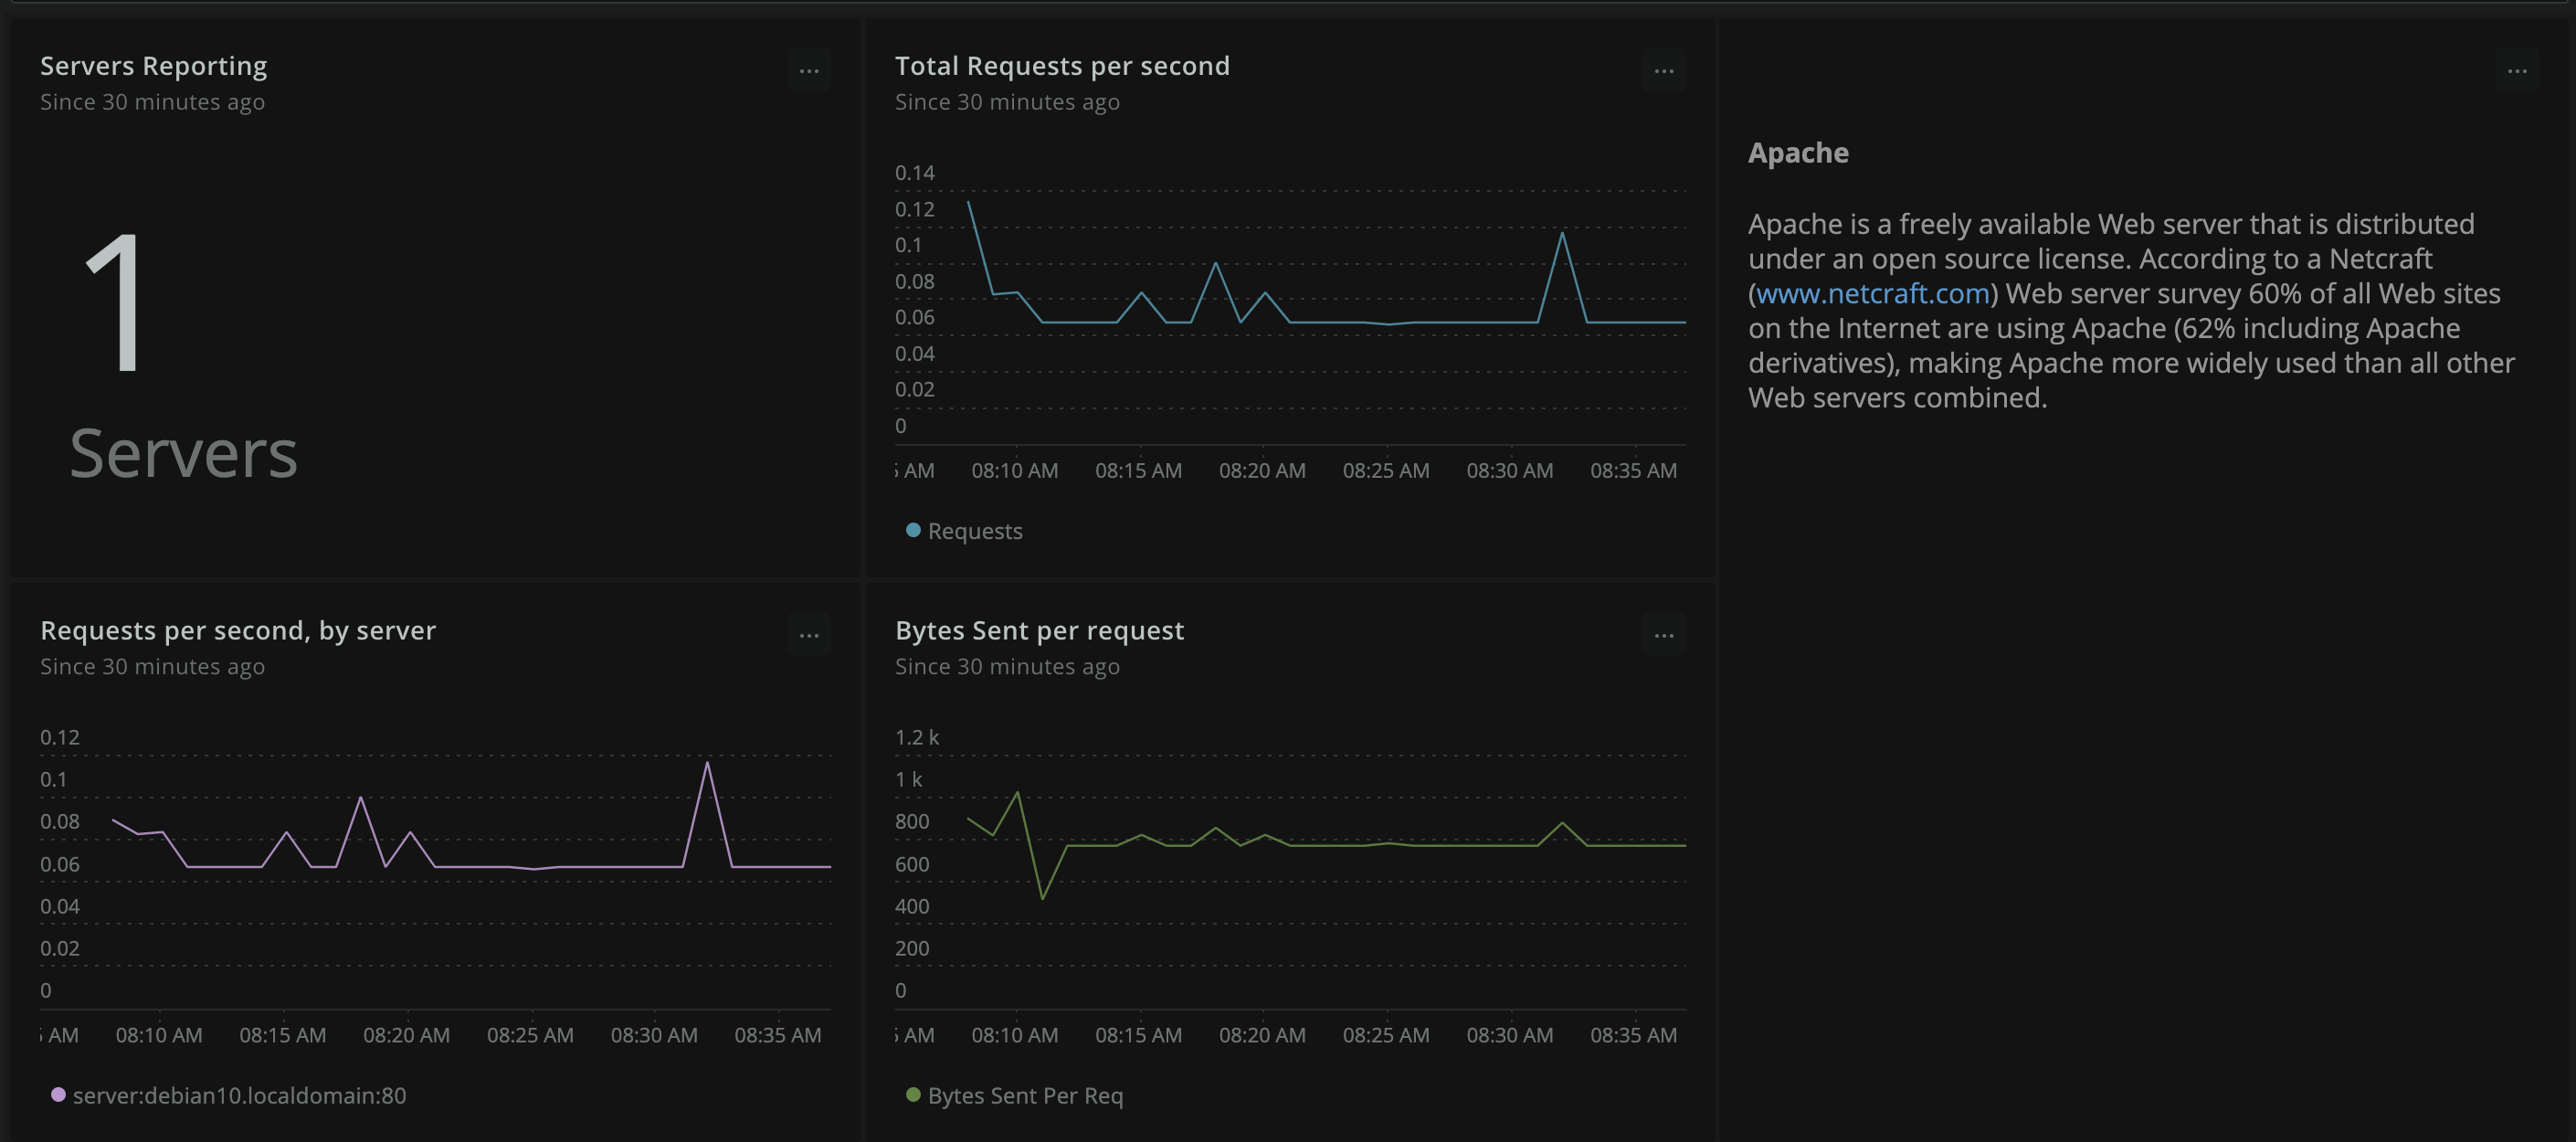 Servers Reporting
Since 30 minutes ago
1
Servers
Total Requests per second
Since 30 minutes ago
0.14
0.12
0.1
0.08
0.06
0.04
0.02
0
AM 08:10 AM 08:15 AM 08:20 AM 08:25 AM 08:30 AM 08:35 AM
Requests
Apache
Apache is a freely available Web server that is distributed
under an open source license. According to a Netcraft
(www.netcraft.com) Web server survey 60% of all Web sites
on the Internet are using Apache (62% including Apache
derivatives), making Apache more widely used than all other
Web servers combined.
Requests per second, by server
Since 30 minutes ago
0.12
0.1
0.08
0.06
0.04
0.02
0
AM 08:10 AM 08:15 AM 08:20 AM 08:25 AM 08:30 AM 08:35 AM
server:debian10.localdomain:80
Bytes Sent per request
Since 30 minutes ago
1.2 k
1 k
800
600
400
200
0
AM 08:10 AM 08:15 AM 08:20 AM 08:25 AM 08:30 AM 08:35 AM
Bytes Sent Per Req